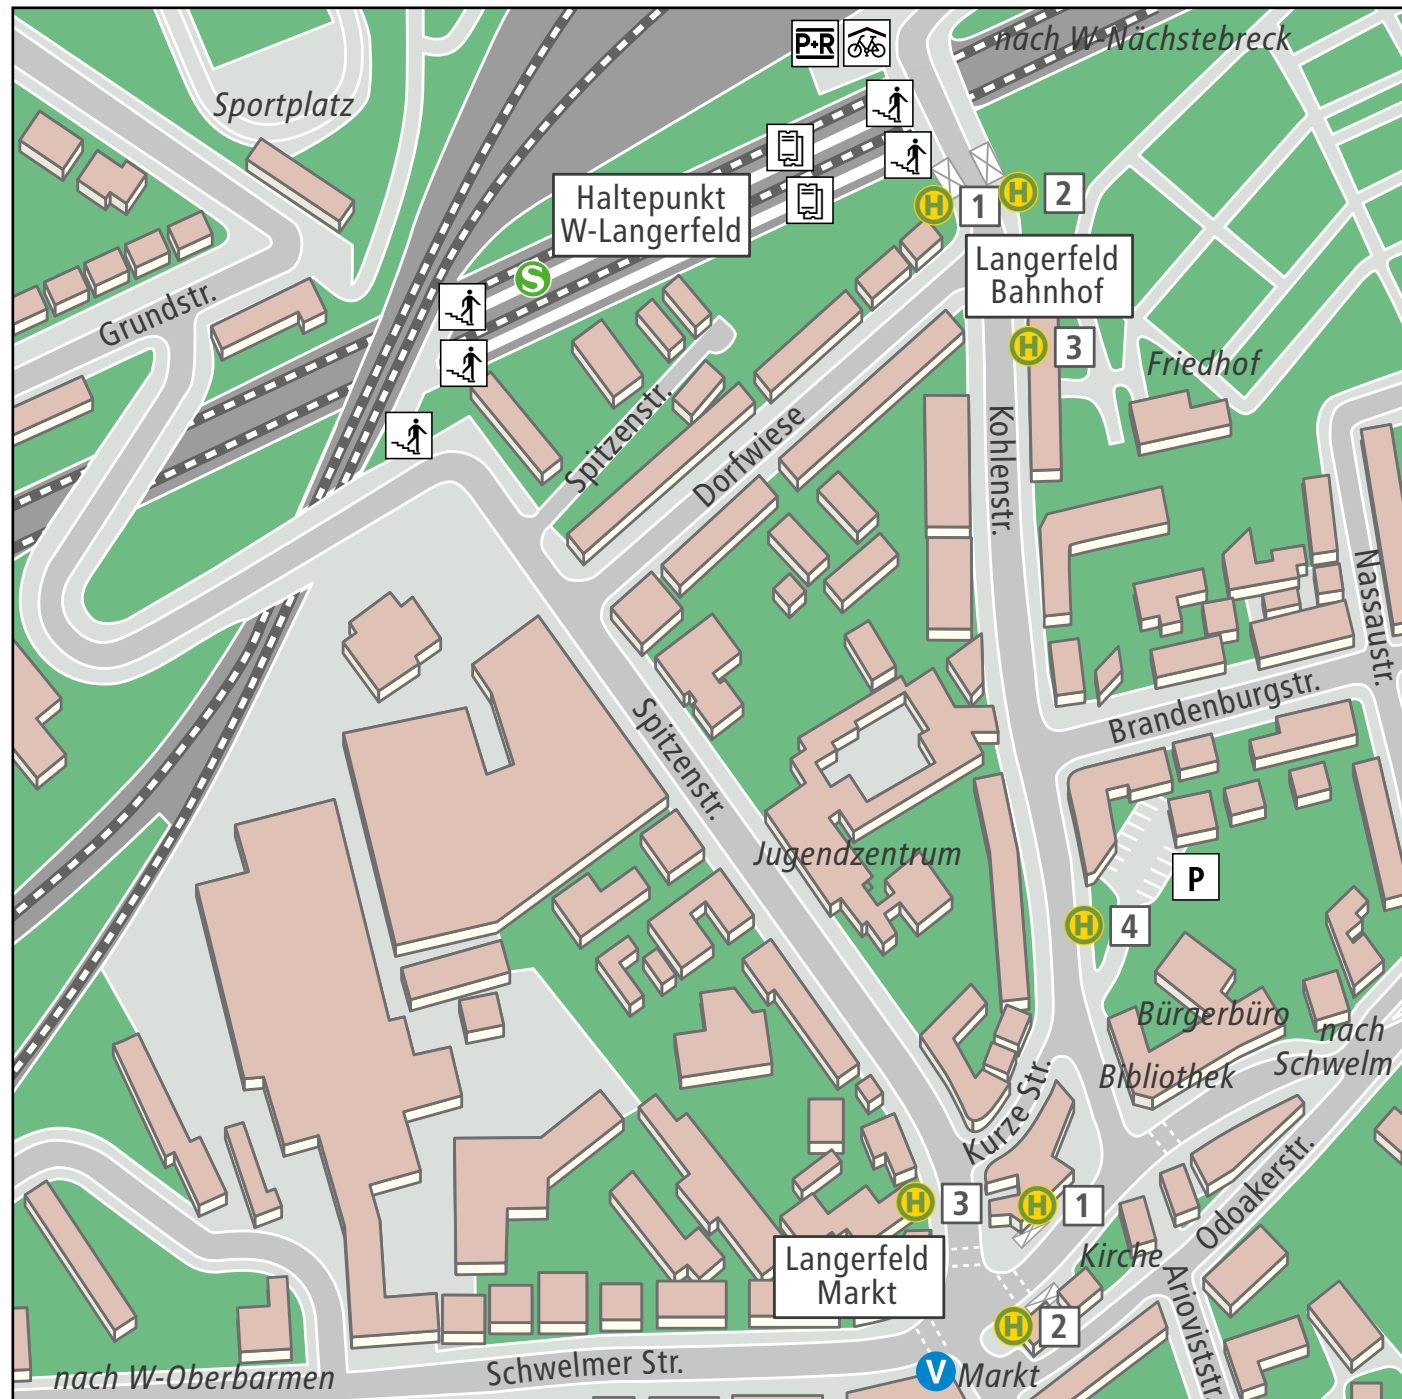 P+R
nach W-Nächstebreck
Sportplatz
Haltepunkt
W-Langerfeld
H 1
H 2
Langerfeld
Bahnhof
S
Grundstr.
H 3
Friedhof
Spitzenstr.
Dorfwiese
Kohlenstr.
Nassaustr.
Brandenburgstr.
Spitzenstr.
Jugendzentrum
P
H 4
Bürgerbüro
nach
Schwelm
Bibliothek
Kurze Str.
Odoakerstr.
H 3
H 1
Kirche
Langerfeld
Markt
Arioviststr.
H 2
Schwelmer Str.
nach W-Oberbarmen
V Markt